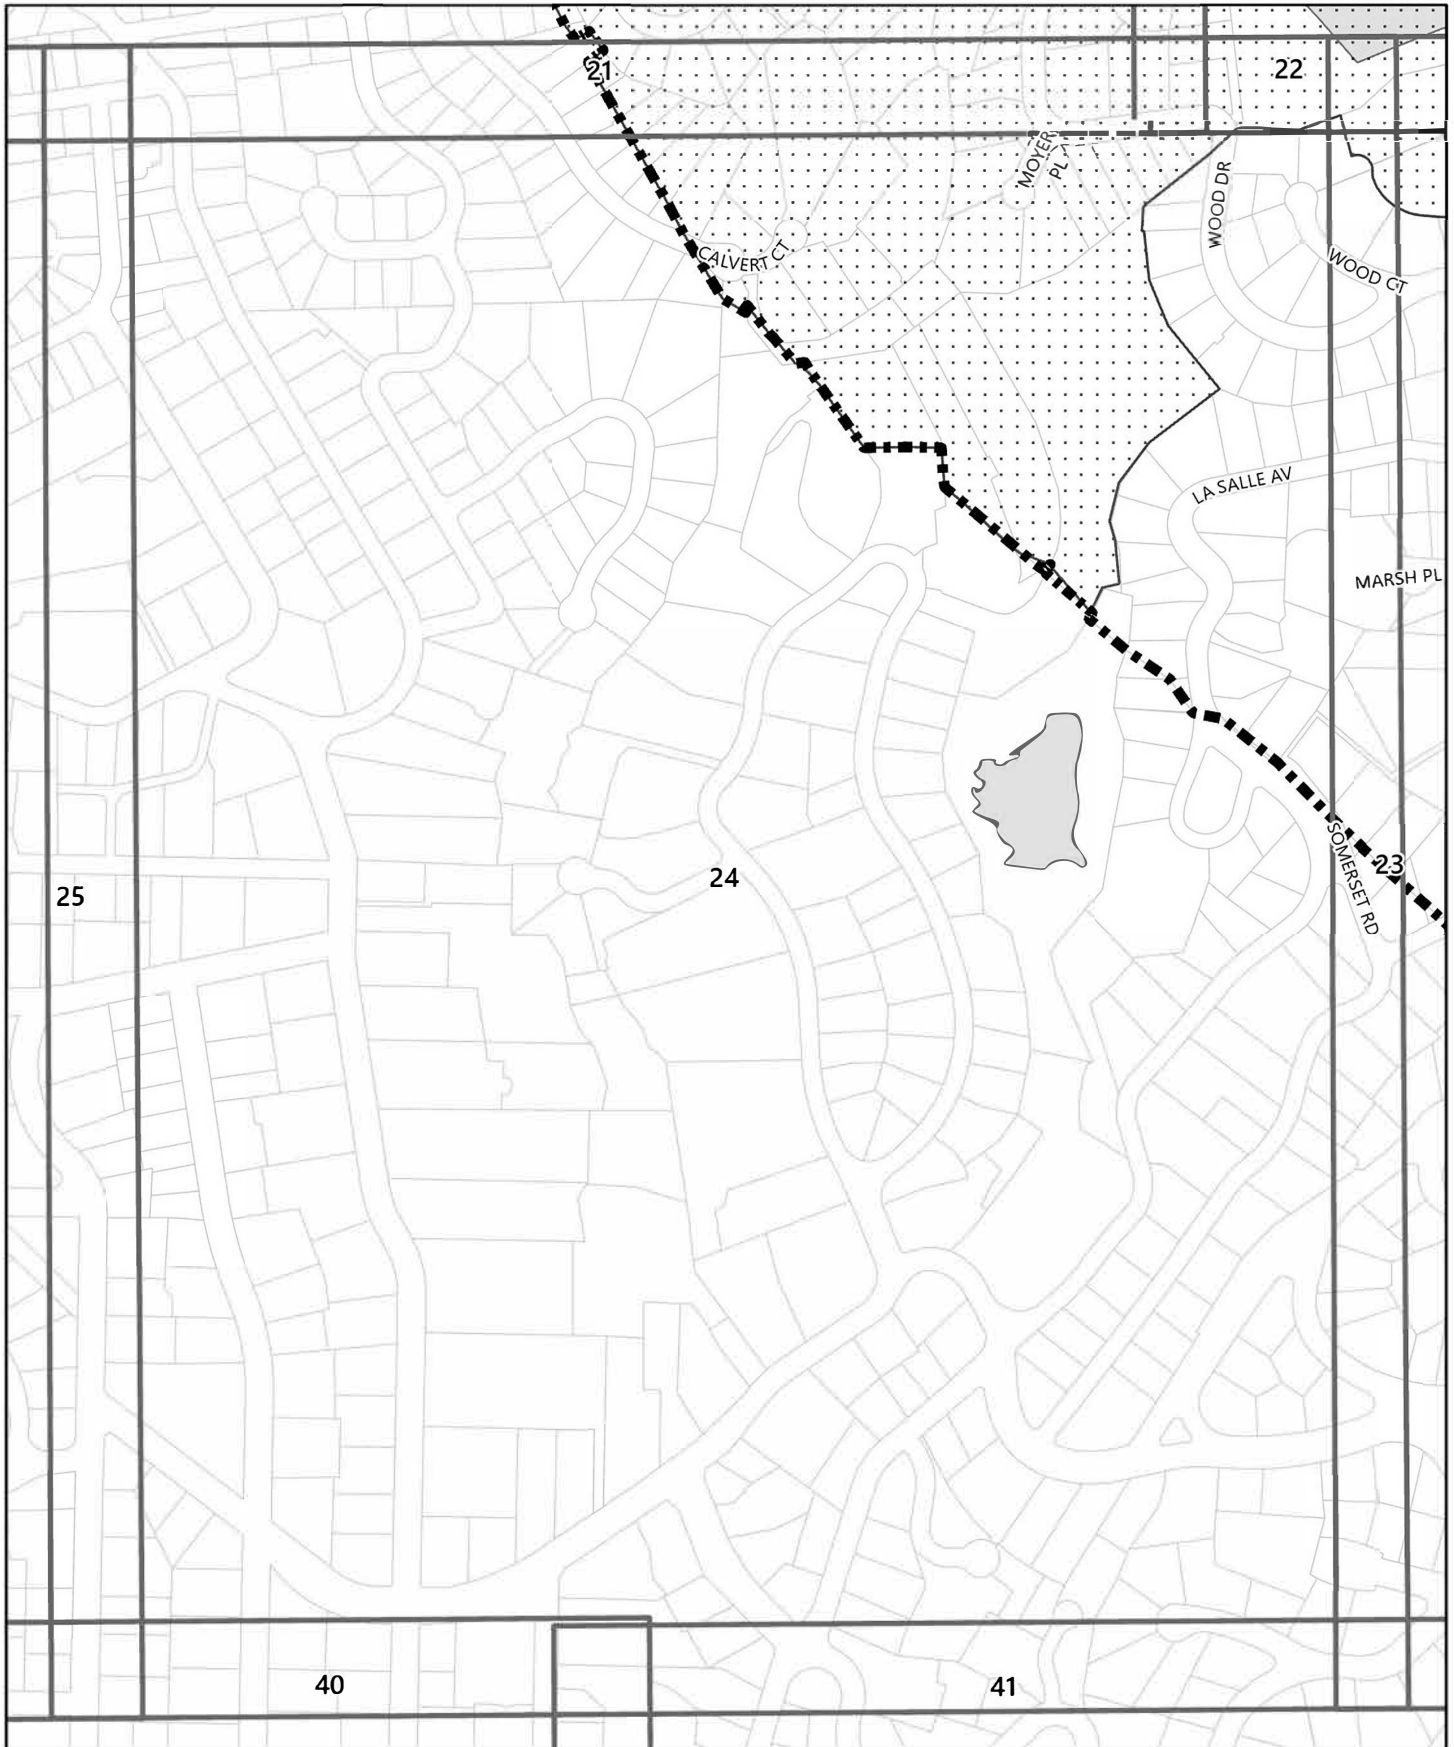 21
22
MOYER
PL
WOOD DR
CALVERT CT
WOOD CT
LA SALLE AV
MARSH PL
SOMERSET RD
23
24
25
40
41